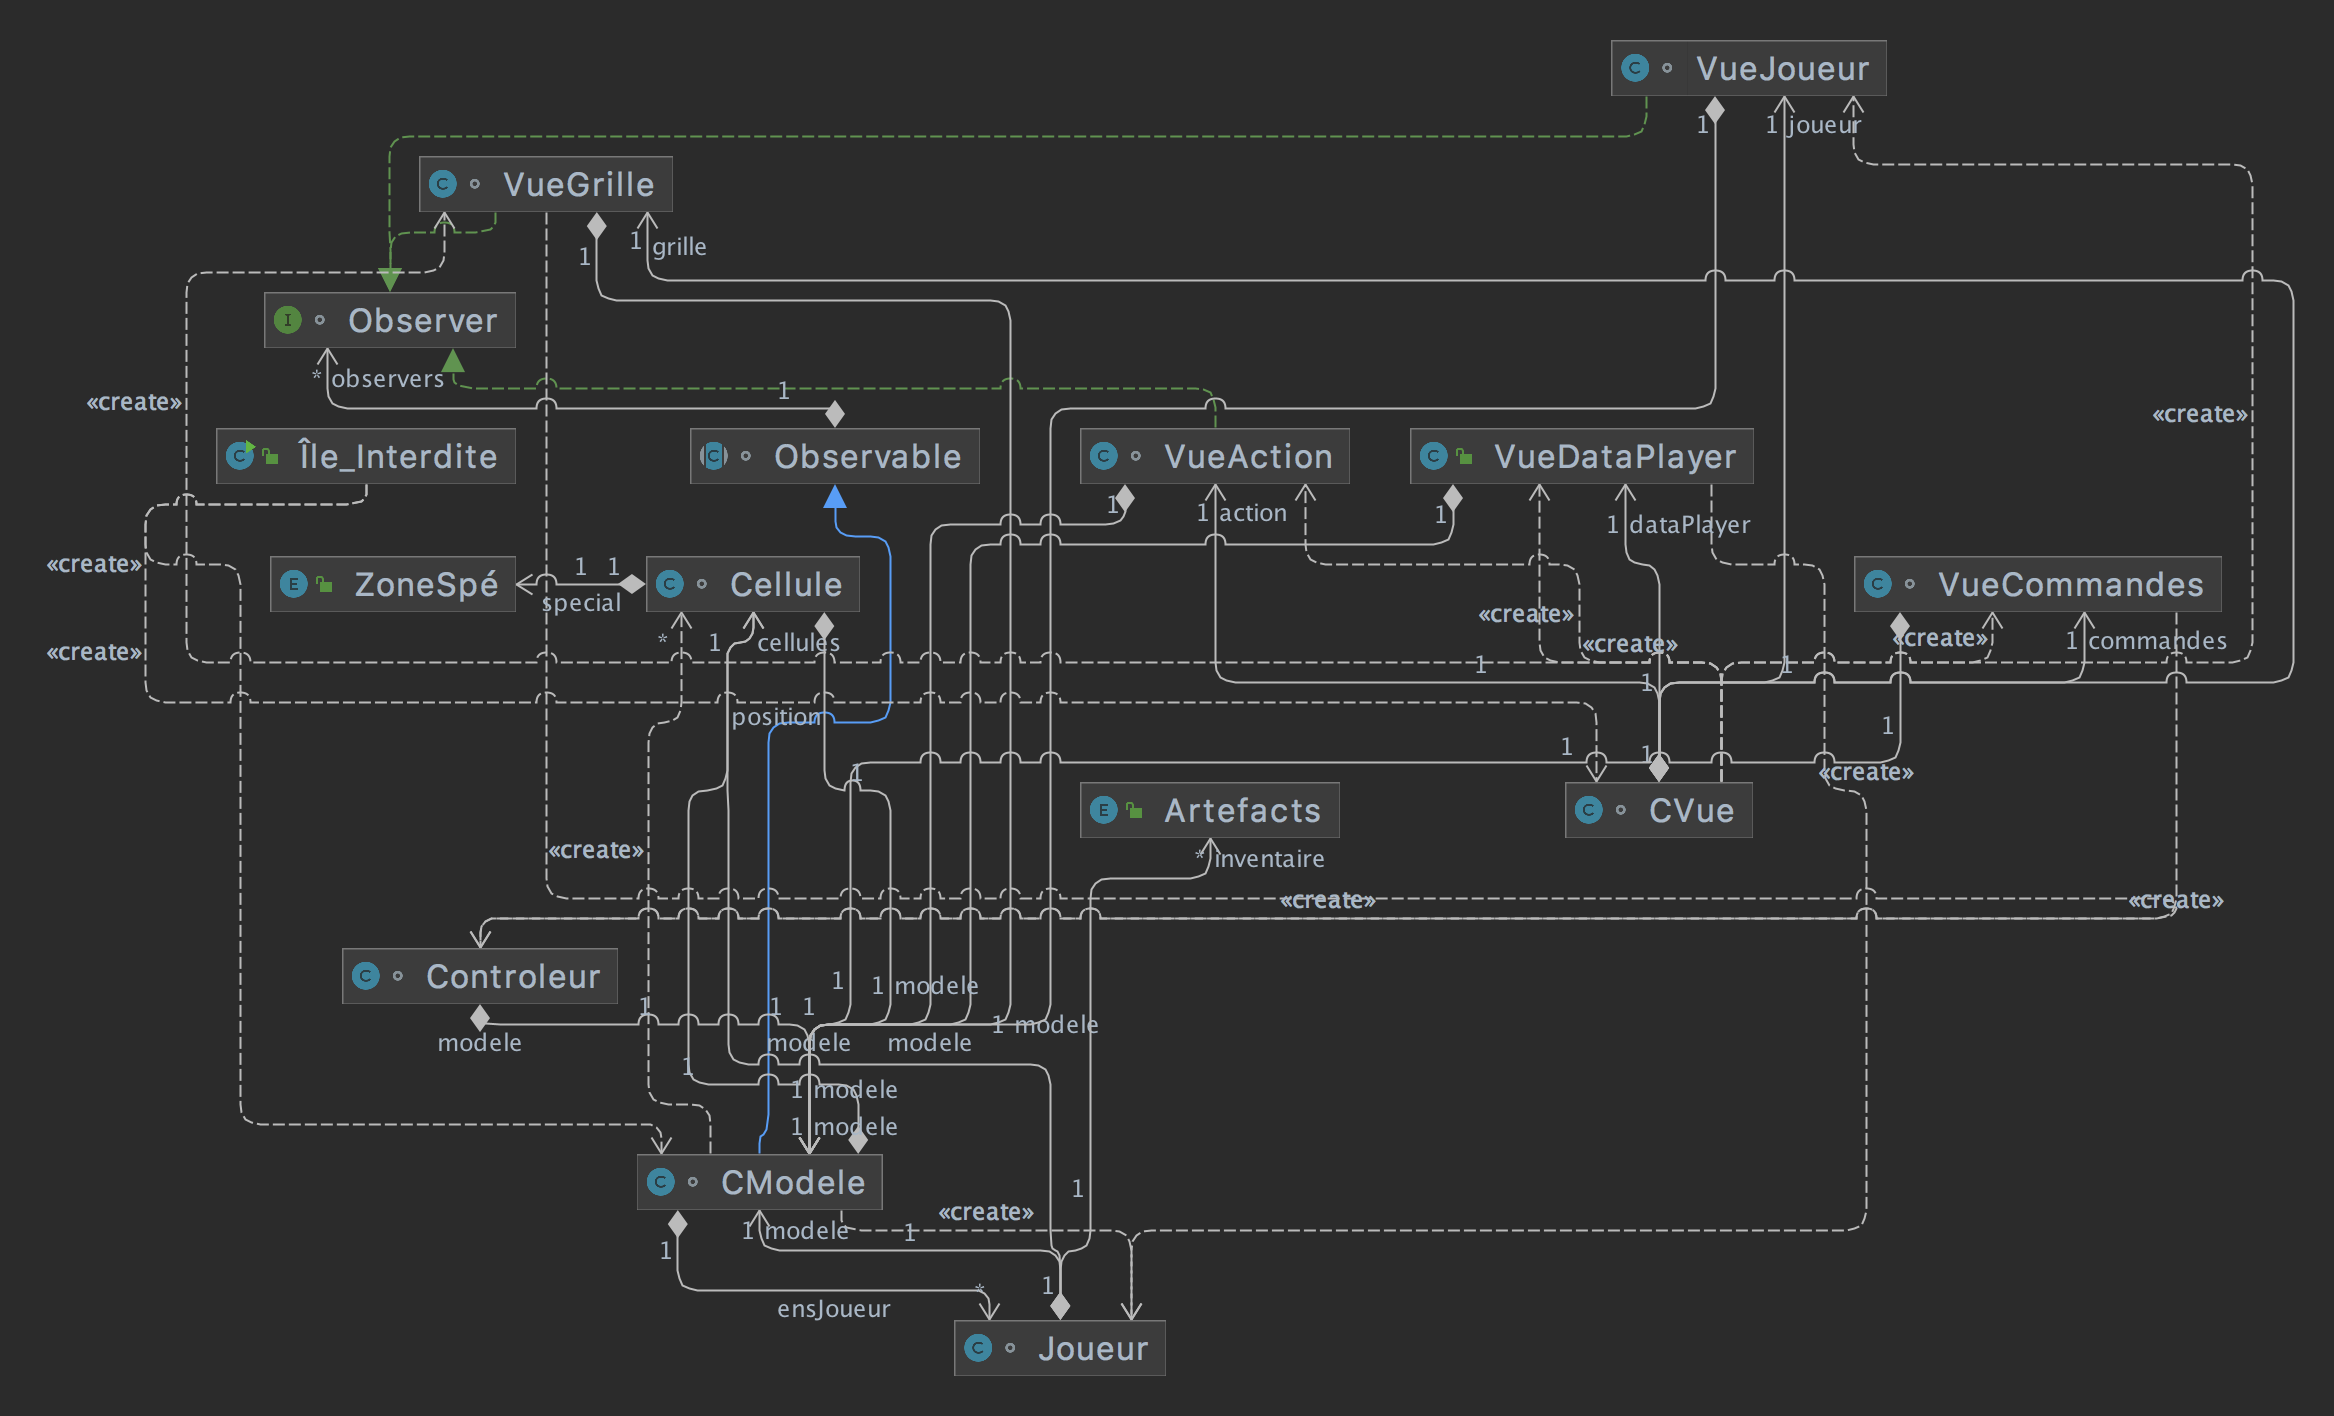 VueJoueur
1
1 joueur
VueGrille
1
1 grille
Observer
* observers
1
«create»
«create»
Île_Interdite
Observable
VueAction
VueDataPlayer
1
1 action
1
1 dataPlayer
«create»
ZoneSpé
1
1
special
Cellule
VueCommandes
«create»
«create»
«create»
*
1
cellules
1 commandes
«create»
1
1
1
position
1
1
1
1
«create»
Artefacts
CVue
* inventaire
«create»
«create»
«create»
Controleur
1
1 modele
1
1
1
1 modele
modele
modele
modele
1
1 modele
1 modele
CModele
1
«create»
1 modele
1
1
1
*
ensJoueur
Joueur